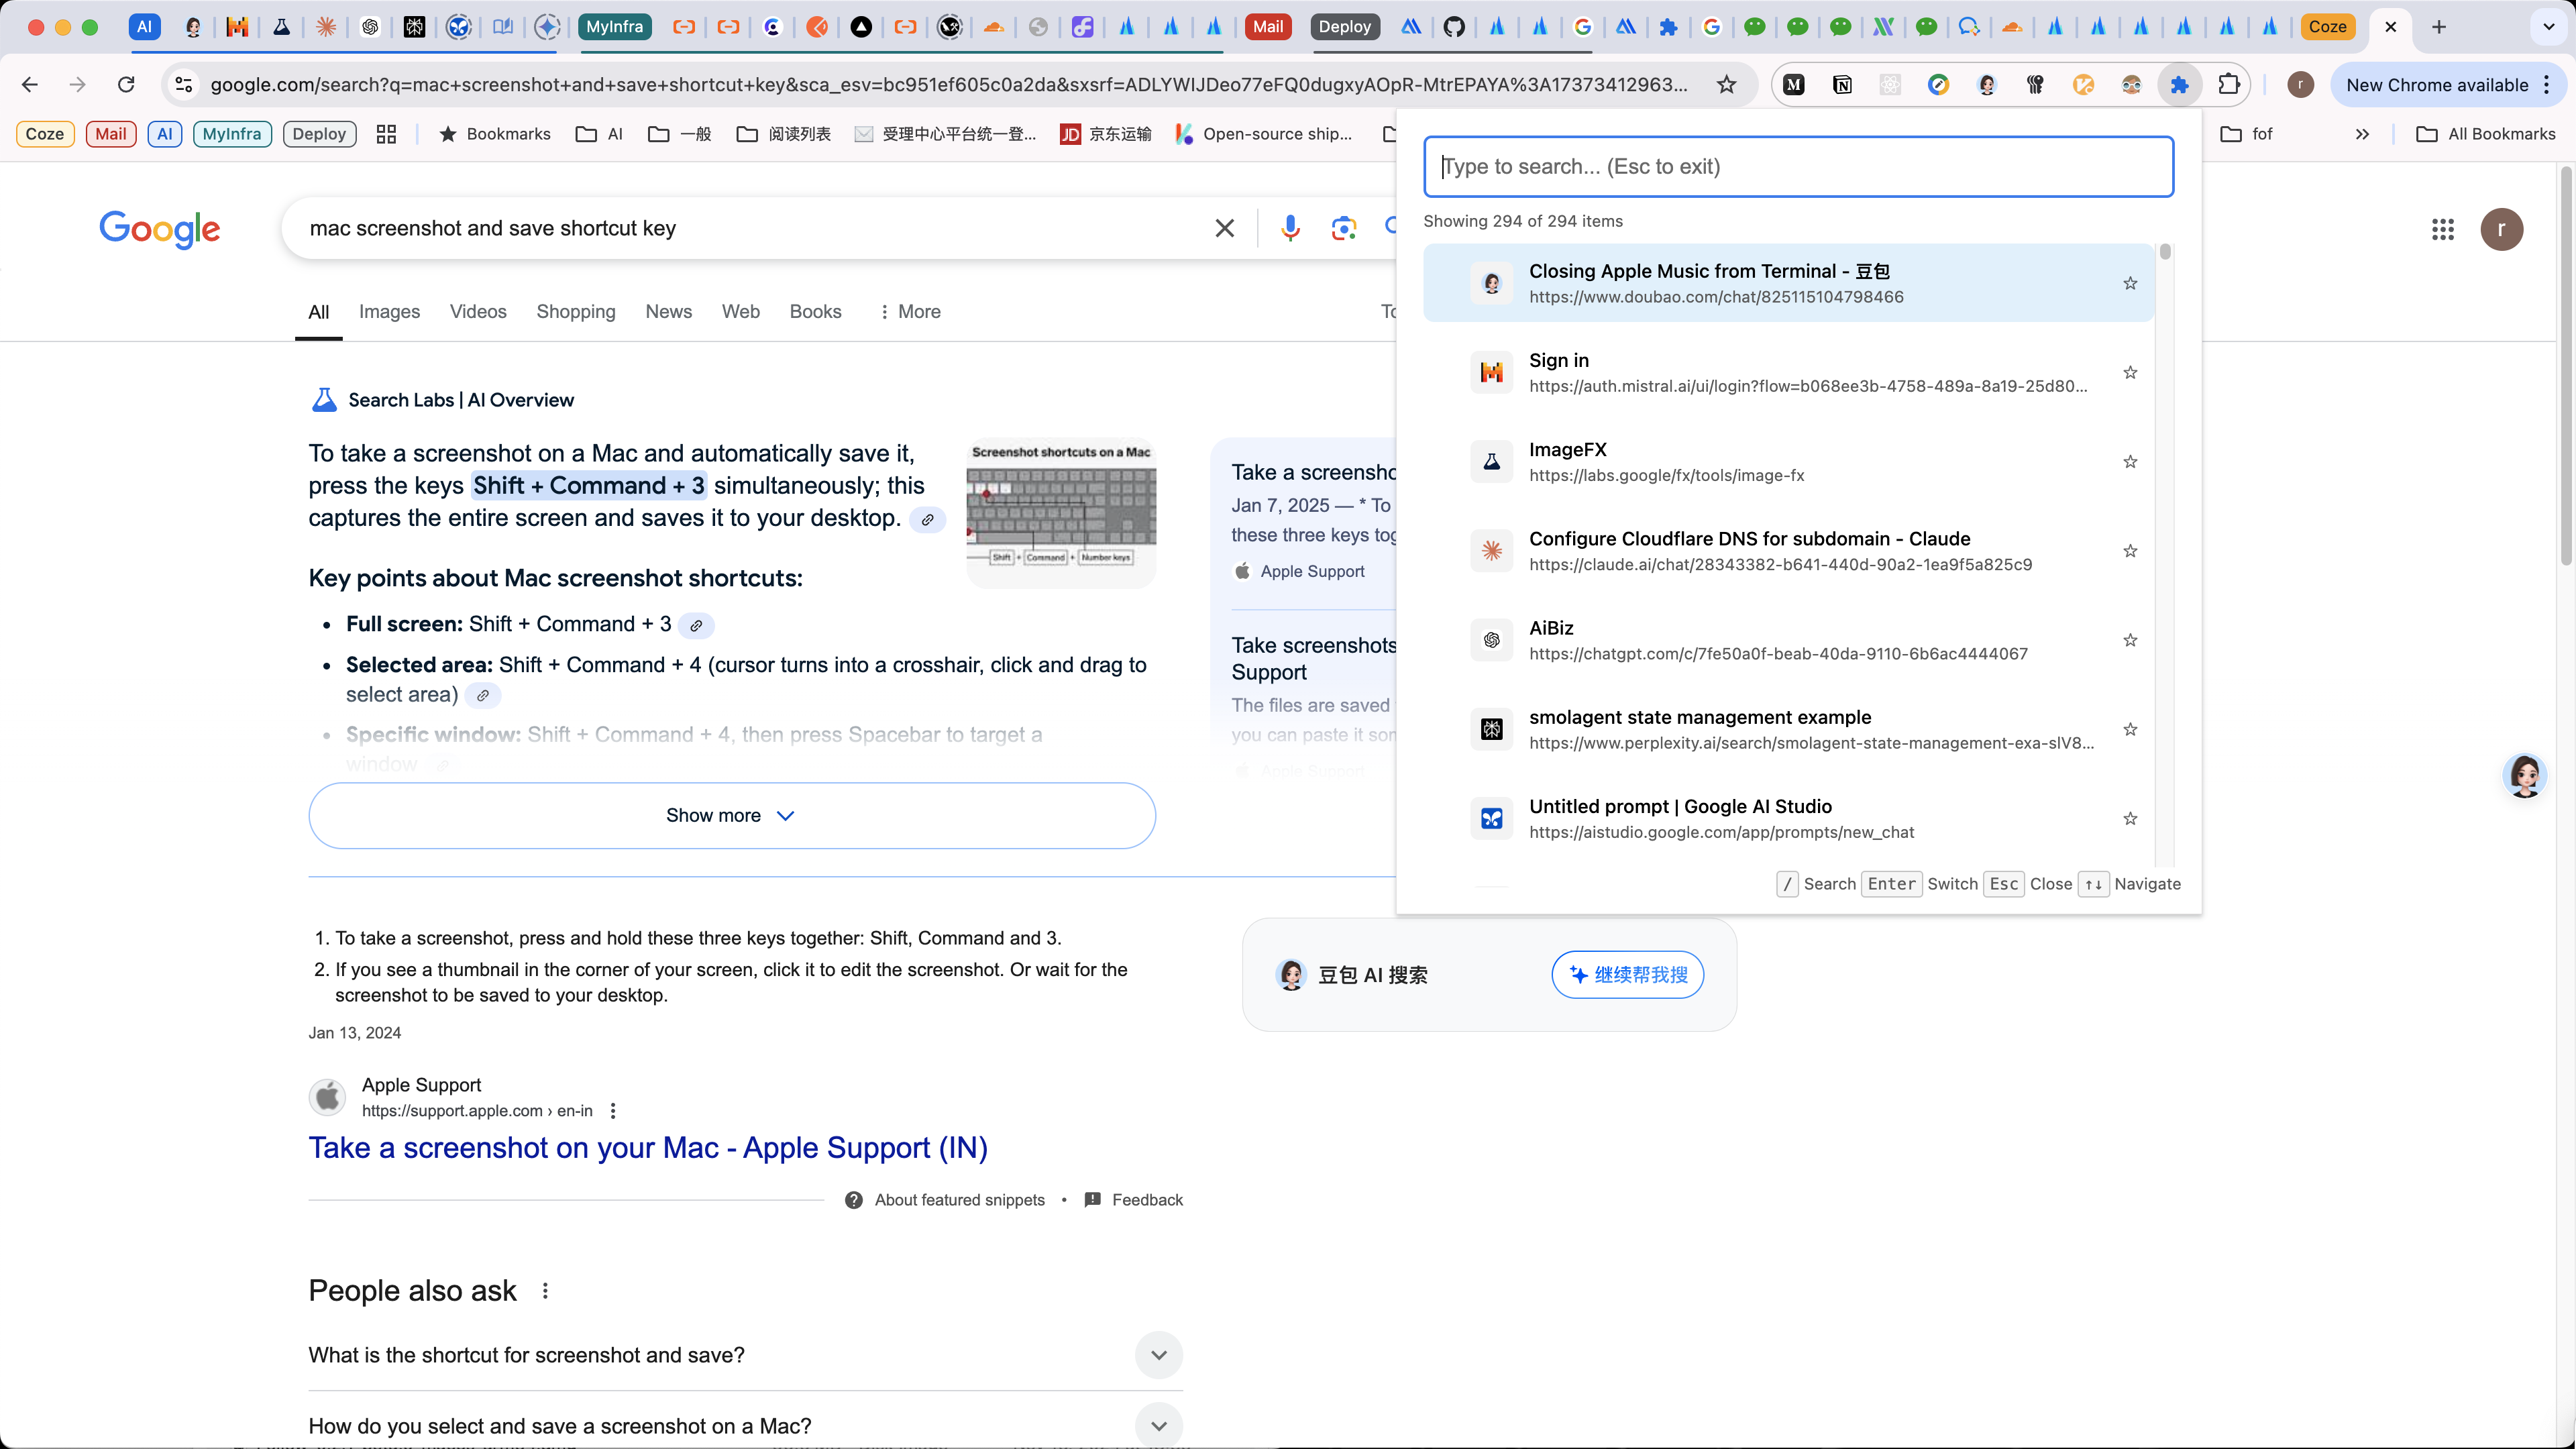 AI
MyInfra
Mail
Deploy
Coze
google.com/search?q=mac+screenshot+and+save+shortcut+key&sca_esv=bc951ef605c0a2da&sxsrf=ADLYWIJDeo77eFQ0dugxyAOpR-MtrEPAYA%3A17373412963...
r
New Chrome available
Coze
Mail
AI
MyInfra
Deploy
Bookmarks
AI
一般
阅读列表
受理中心平台统一登...
JD 京东运输
Open-source ship...
fof
All Bookmarks
Google
mac screenshot and save shortcut key
r
All
Images
Videos
Shopping
News
Web
Books
More
Search Labs | AI Overview
To take a screenshot on a Mac and automatically save it,
press the keys Shift + Command + 3 simultaneously; this
captures the entire screen and saves it to your desktop.
Screenshot shortcuts on a Mac
Shift + Command + Number keys
Key points about Mac screenshot shortcuts:
• Full screen: Shift + Command + 3
• Selected area: Shift + Command + 4 (cursor turns into a crosshair, click and drag to
select area)
• Specific window: Shift + Command + 4, then press Spacebar to target a
window
Show more
Take a screensho
Jan 7, 2025 — * To
these three keys tog
Apple Support
Take screenshots
Support
The files are saved
you can paste it som
Apple Support
Type to search... (Esc to exit)
Showing 294 of 294 items
Closing Apple Music from Terminal - 豆包
https://www.doubao.com/chat/825115104798466
Sign in
https://auth.mistral.ai/ui/login?flow=b068ee3b-4758-489a-8a19-25d80...
ImageFX
https://labs.google/fx/tools/image-fx
Configure Cloudflare DNS for subdomain - Claude
https://claude.ai/chat/28343382-b641-440d-90a2-1ea9f5a825c9
AiBiz
https://chatgpt.com/c/7fe50a0f-beab-40da-9110-6b6ac4444067
smolagent state management example
https://www.perplexity.ai/search/smolagent-state-management-exa-slV8...
Untitled prompt | Google AI Studio
https://aistudio.google.com/app/prompts/new_chat
/ Search Enter Switch Esc Close ↑↓ Navigate
1. To take a screenshot, press and hold these three keys together: Shift, Command and 3.
2. If you see a thumbnail in the corner of your screen, click it to edit the screenshot. Or wait for the
screenshot to be saved to your desktop.
Jan 13, 2024
豆包 AI 搜索
继续帮我搜
Apple Support
https://support.apple.com › en-in
Take a screenshot on your Mac - Apple Support (IN)
About featured snippets • Feedback
People also ask
What is the shortcut for screenshot and save?
How do you select and save a screenshot on a Mac?